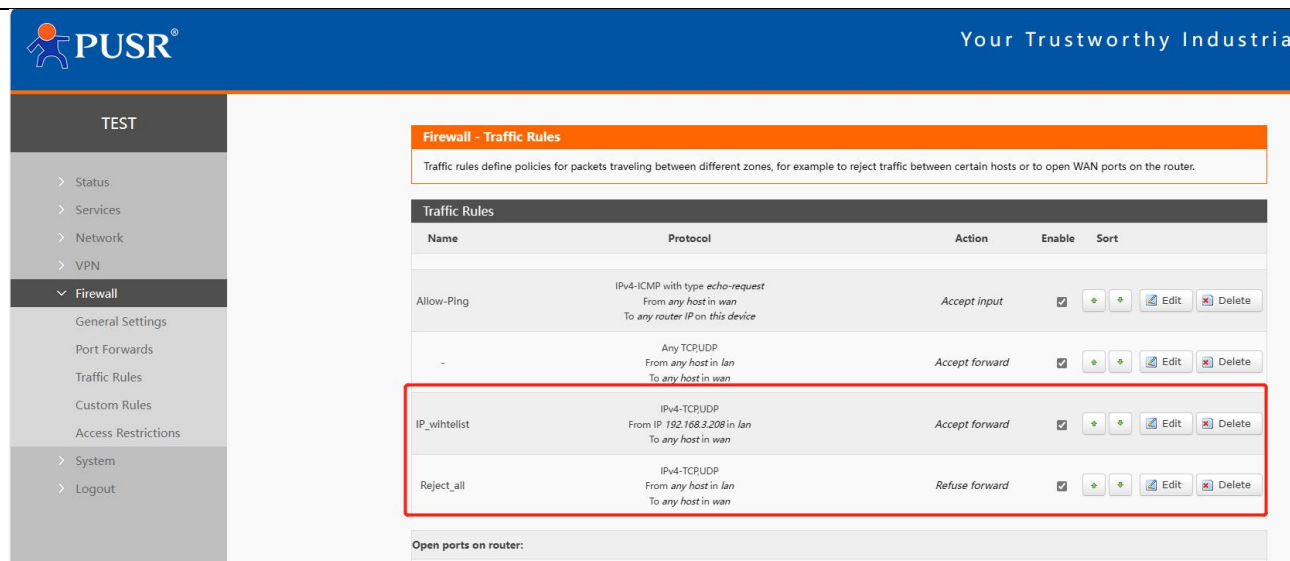 PUSR®
Your Trustworthy Industria
TEST
Status
Services
Network
VPN
Firewall
General Settings
Port Forwards
Traffic Rules
Custom Rules
Access Restrictions
System
Logout
Firewall - Traffic Rules
Traffic rules define policies for packets traveling between different zones, for example to reject traffic between certain hosts or to open WAN ports on the router.
Traffic Rules
Name Protocol Action Enable Sort
IPv4-ICMP with type echo-request
Allow-Ping From any host in wan Accept input Edit Delete
To any router IP on this device
Any TCP,UDP
- From any host in lan Accept forward Edit Delete
To any host in wan
IPv4-TCP,UDP
IP_wihtelist From IP 192.168.3.208 in lan Accept forward Edit Delete
To any host in wan
IPv4-TCP,UDP
Reject_all From any host in lan Refuse forward Edit Delete
To any host in wan
Open ports on router: